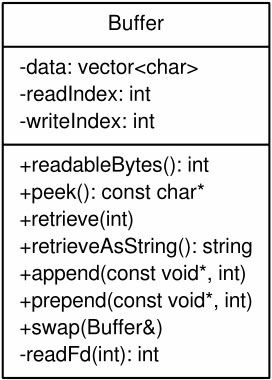 Buffer
-data: vector<char>
-readIndex: int
-writeIndex: int
+readableBytes(): int
+peek(): const char*
+retrieve(int)
+retrieveAsString(): string
+append(const void*, int)
+prepend(const void*, int)
+swap(Buffer&)
-readFd(int): int